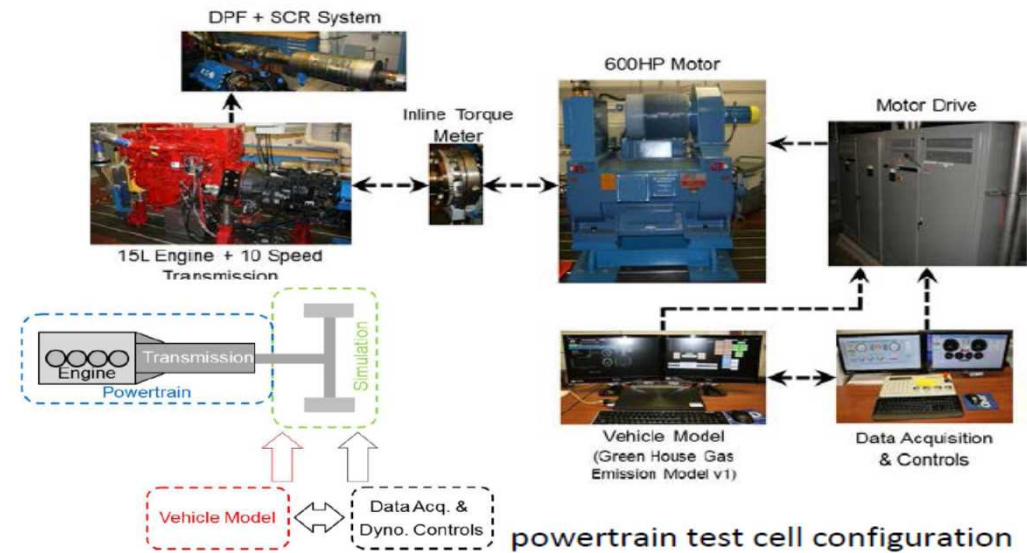 DPF + SCR System
600HP Motor
Motor Drive
Inline Torque
Meter
15L Engine + 10 Speed
Transmission
Transmission
Engine
Powertrain
Simulation
Vehicle Model
(Green House Gas
Emission Model v1)
Data Acquisition
& Controls
Vehicle Model
Data Acq. &
Dyno. Controls
powertrain test cell configuration